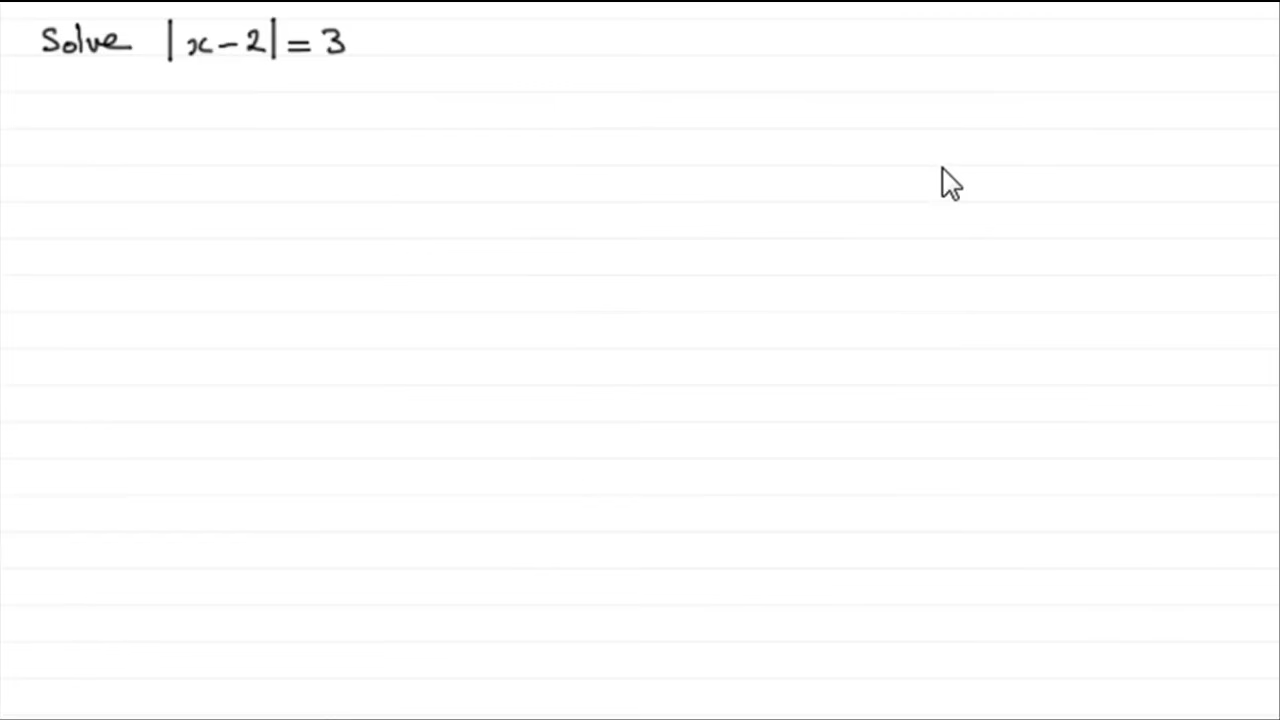 Solve |x-2| = 3